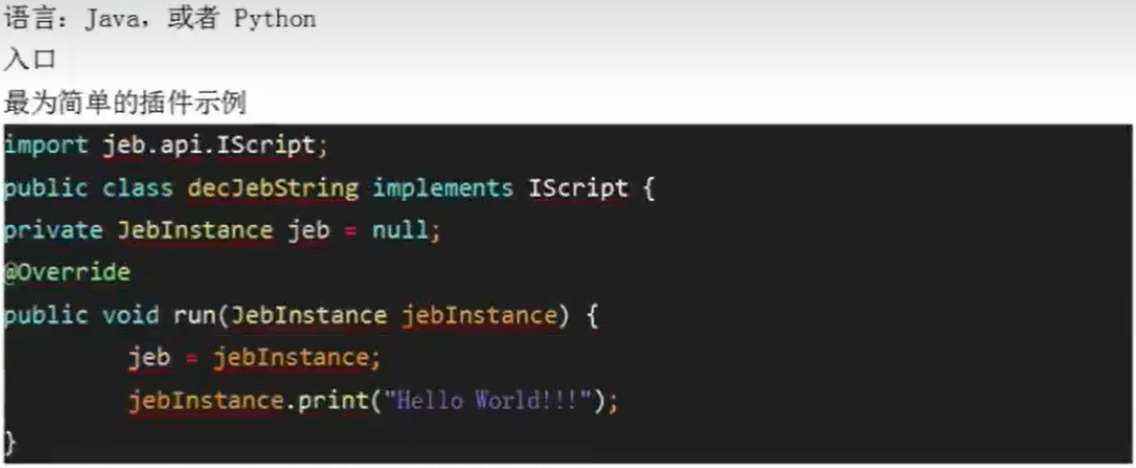 语言：Java，或者 Python
入口
最为简单的插件示例
import jeb.api.IScript;
public class decJebString implements IScript {
private JebInstance jeb = null;
@Override
public void run(JebInstance jebInstance) {
jeb = jebInstance;
jebInstance.print("Hello World!!!");
}